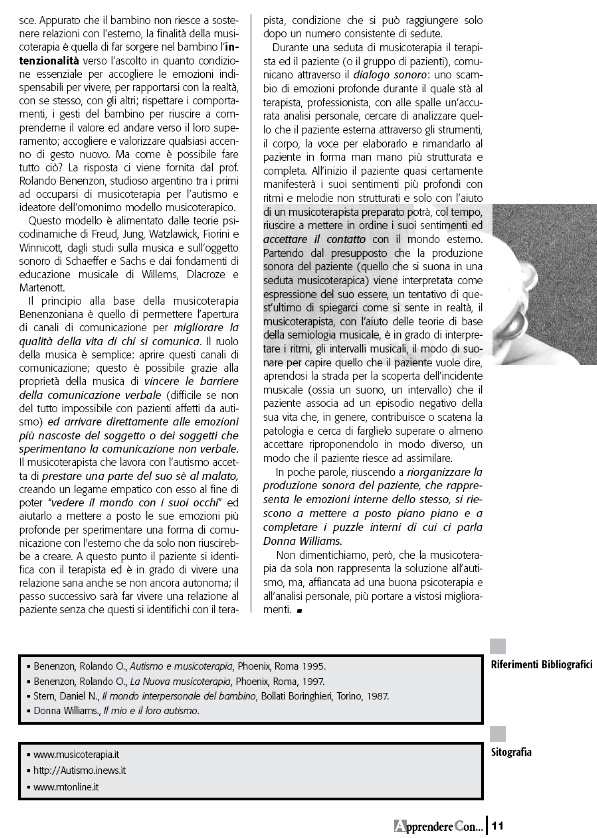 sce. Appurato che il bambino non riesce a soste-
nere relazioni con l'esterno, la finalità della musi-
coterapia è quella di far sorgere nel bambino l'in-
tenzionalità verso l'ascolto in quanto condizio-
ne essenziale per accogliere le emozioni indi-
spensabili per vivere, per rapportarsi con la realtà,
con se stesso, con gli altri; rispettare i comporta-
menti, i gesti del bambino per riuscire a com-
prenderne il valore ed andare verso il loro supe-
ramento; accogliere e valorizzare qualsiasi accen-
no di gesto nuovo. Ma come è possibile fare
tutto ciò? La risposta ci viene fornita dal prof.
Rolando Benenzon, studioso argentino tra i primi
ad occuparsi di musicoterapia per l'autismo e
ideatore dell'omonimo modello musicoterapico.
Questo modello è alimentato dalle teorie psi-
codinamiche di Freud, Jung, Watzlawick, Fiorini e
Winnicott, dagli studi sulla musica e sull'oggetto
sonoro di Schaeffer e Sachs e dai fondamenti di
educazione musicale di Willems, Dlacroze e
Martenott.
Il principio alla base della musicoterapia
Benenzoniana è quello di permettere l'apertura
di canali di comunicazione per migliorare la
qualità della vita di chi si comunica. Il ruolo
della musica è semplice: aprire questi canali di
comunicazione; questo è possibile grazie alla
proprietà della musica di vincere le barriere
della comunicazione verbale (difficile se non
del tutto impossibile con pazienti affetti da auti-
smo) ed arrivare direttamente alle emozioni
più nascoste del soggetto o dei soggetti che
sperimentano la comunicazione non verbale.
Il musicoterapista che lavora con l'autismo accet-
ta di prestare una parte del suo sè al malato,
creando un legame empatico con esso al fine di
poter "vedere il mondo con i suoi occhi" ed
aiutarlo a mettere a posto le sue emozioni più
profonde per sperimentare una forma di comu-
nicazione con l'esterno che da solo non riuscireb-
be a creare. A questo punto il paziente si identi-
fica con il terapista ed è in grado di vivere una
relazione sana anche se non ancora autonoma; il
passo successivo sarà far vivere una relazione al
paziente senza che questi si identifichi con il tera-
pista, condizione che si può raggiungere solo
dopo un numero consistente di sedute.
Durante una seduta di musicoterapia il terapi-
sta ed il paziente (o il gruppo di pazienti), comu-
nicano attraverso il dialogo sonoro: uno scam-
bio di emozioni profonde durante il quale stà al
terapista, professionista, con alle spalle un'accu-
rata analisi personale, cercare di analizzare quel-
lo che il paziente esterna attraverso gli strumenti,
il corpo, la voce per elaborarlo e rimandarlo al
paziente in forma man mano più strutturata e
completa. All'inizio il paziente quasi certamente
manifesterà i suoi sentimenti più profondi con
ritmi e melodie non strutturati e solo con l'aiuto
di un musicoterapista preparato potrà, col tempo,
riuscire a mettere in ordine i suoi sentimenti ed
accettare il contatto con il mondo esterno.
Partendo dal presupposto che la produzione
sonora del paziente (quello che si suona in una
seduta musicoterapica) viene interpretata come
espressione del suo essere, un tentativo di que-
st'ultimo di spiegarci come si sente in realtà, il
musicoterapista, con l'aiuto delle teorie di base
della semiologia musicale, è in grado di interpre-
tare i ritmi, gli intervalli musicali, il modo di suo-
nare per capire quello che il paziente vuole dire,
aprendosi la strada per la scoperta dell'incidente
musicale (ossia un suono, un intervallo) che il
paziente associa ad un episodio negativo della
sua vita che, in genere, contribuisce o scatena la
patologia e cerca di farglielo superare o almeno
accettare riproponendolo in modo diverso, un
modo che il paziente riesce ad assimilare.
In poche parole, riuscendo a riorganizzare la
produzione sonora del paziente, che rappre-
senta le emozioni interne dello stesso, si rie-
scono a mettere a posto piano piano e a
completare i puzzle interni di cui ci parla
Donna Williams.
Non dimentichiamo, però, che la musicotera-
pia da sola non rappresenta la soluzione all'auti-
smo, ma, affiancata ad una buona psicoterapia e
all'analisi personale, più portare a vistosi migliora-
menti. ■
▪ Benenzon, Rolando O., Autismo e musicoterapia, Phoenix, Roma 1995.
▪ Benenzon, Rolando O., La Nuova musicoterapia, Phoenix, Roma, 1997.
▪ Stern, Daniel N., Il mondo interpersonale del bambino, Bollati Boringhieri, Torino, 1987.
▪ Donna Williams., Il mio e il loro autismo.
Riferimenti Bibliografici
▪ www.musicoterapia.it
▪ http://Autismo.inews.it
▪ www.mtonline.it
Sitografia
Apprendere Con... 11